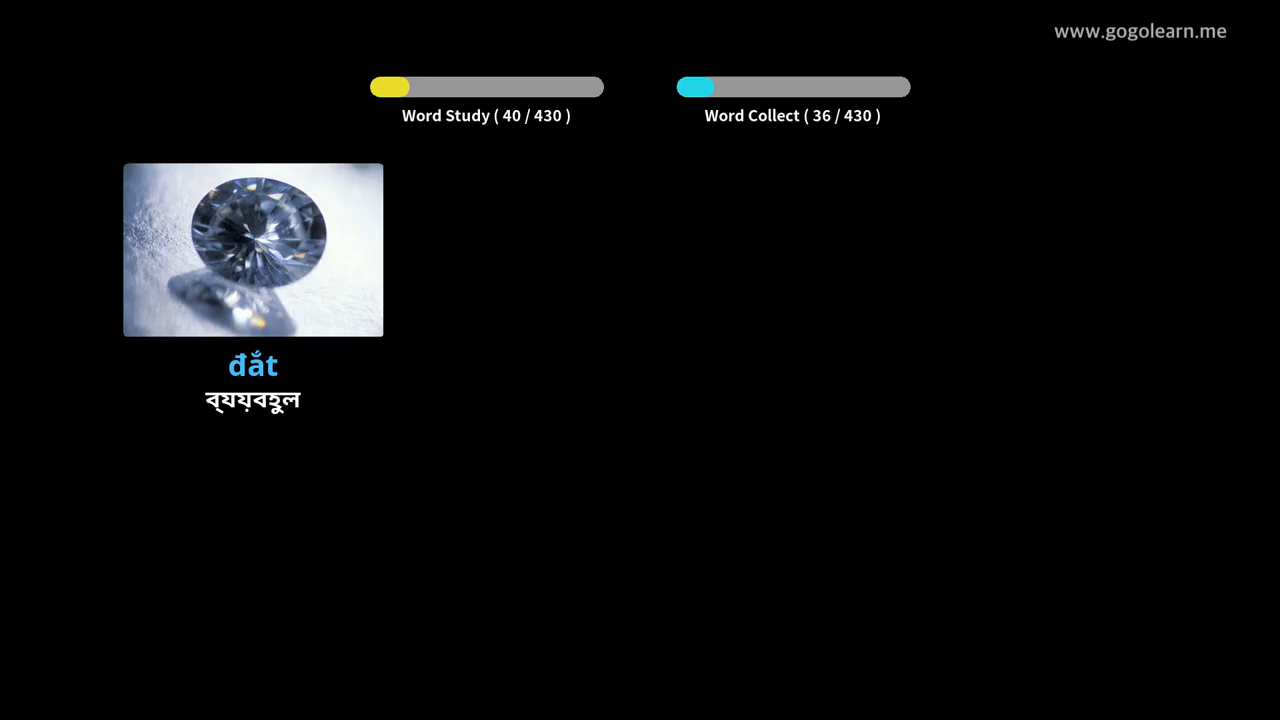 www.gogolearn.me
Word Study ( 40 / 430 )
Word Collect ( 36 / 430 )
đắt
ব্যয়বহুল